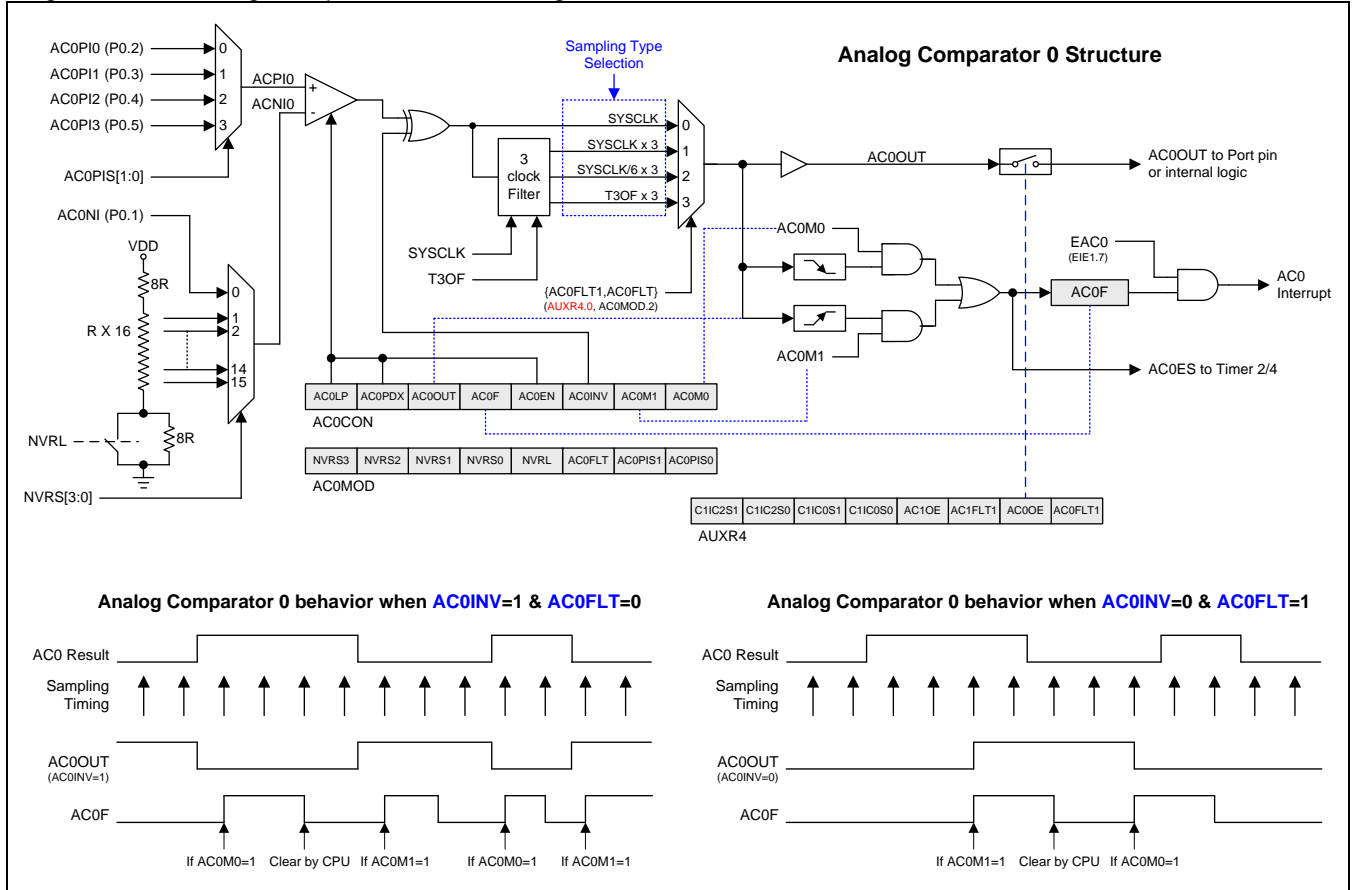 Analog Comparator 0 Structure
AC0PI0 (P0.2)
AC0PI1 (P0.3)
AC0PI2 (P0.4)
AC0PI3 (P0.5)
0
1
2
3
AC0PIS[1:0]
ACPI0
ACNI0
+
-
Sampling Type
Selection
SYSCLK
SYSCLK x 3
SYSCLK/6 x 3
T3OF x 3
0
1
2
3
3
clock
Filter
SYSCLK
T3OF
{AC0FLT1,AC0FLT}
(AUXR4.0, AC0MOD.2)
AC0OUT
AC0OUT to Port pin
or internal logic
AC0M0
AC0M1
EAC0
(EIE1.7)
AC0F
AC0
Interrupt
AC0ES to Timer 2/4
AC0NI (P0.1)
VDD
8R
R X 16
0
1
2
14
15
NVRL
8R
NVRS[3:0]
AC0LP AC0PDX AC0OUT AC0F AC0EN AC0INV AC0M1 AC0M0
AC0CON
NVRS3 NVRS2 NVRS1 NVRS0 NVRL AC0FLT AC0PIS1 AC0PIS0
AC0MOD
C1IC2S1 C1IC2S0 C1IC0S1 C1IC0S0 AC1OE AC1FLT1 AC0OE AC0FLT1
AUXR4
Analog Comparator 0 behavior when AC0INV=1 & AC0FLT=0
AC0 Result
Sampling
Timing
AC0OUT
(AC0INV=1)
AC0F
If AC0M0=1 Clear by CPU If AC0M1=1 If AC0M0=1 If AC0M1=1
Analog Comparator 0 behavior when AC0INV=0 & AC0FLT=1
AC0 Result
Sampling
Timing
AC0OUT
(AC0INV=0)
AC0F
If AC0M1=1 Clear by CPU If AC0M0=1